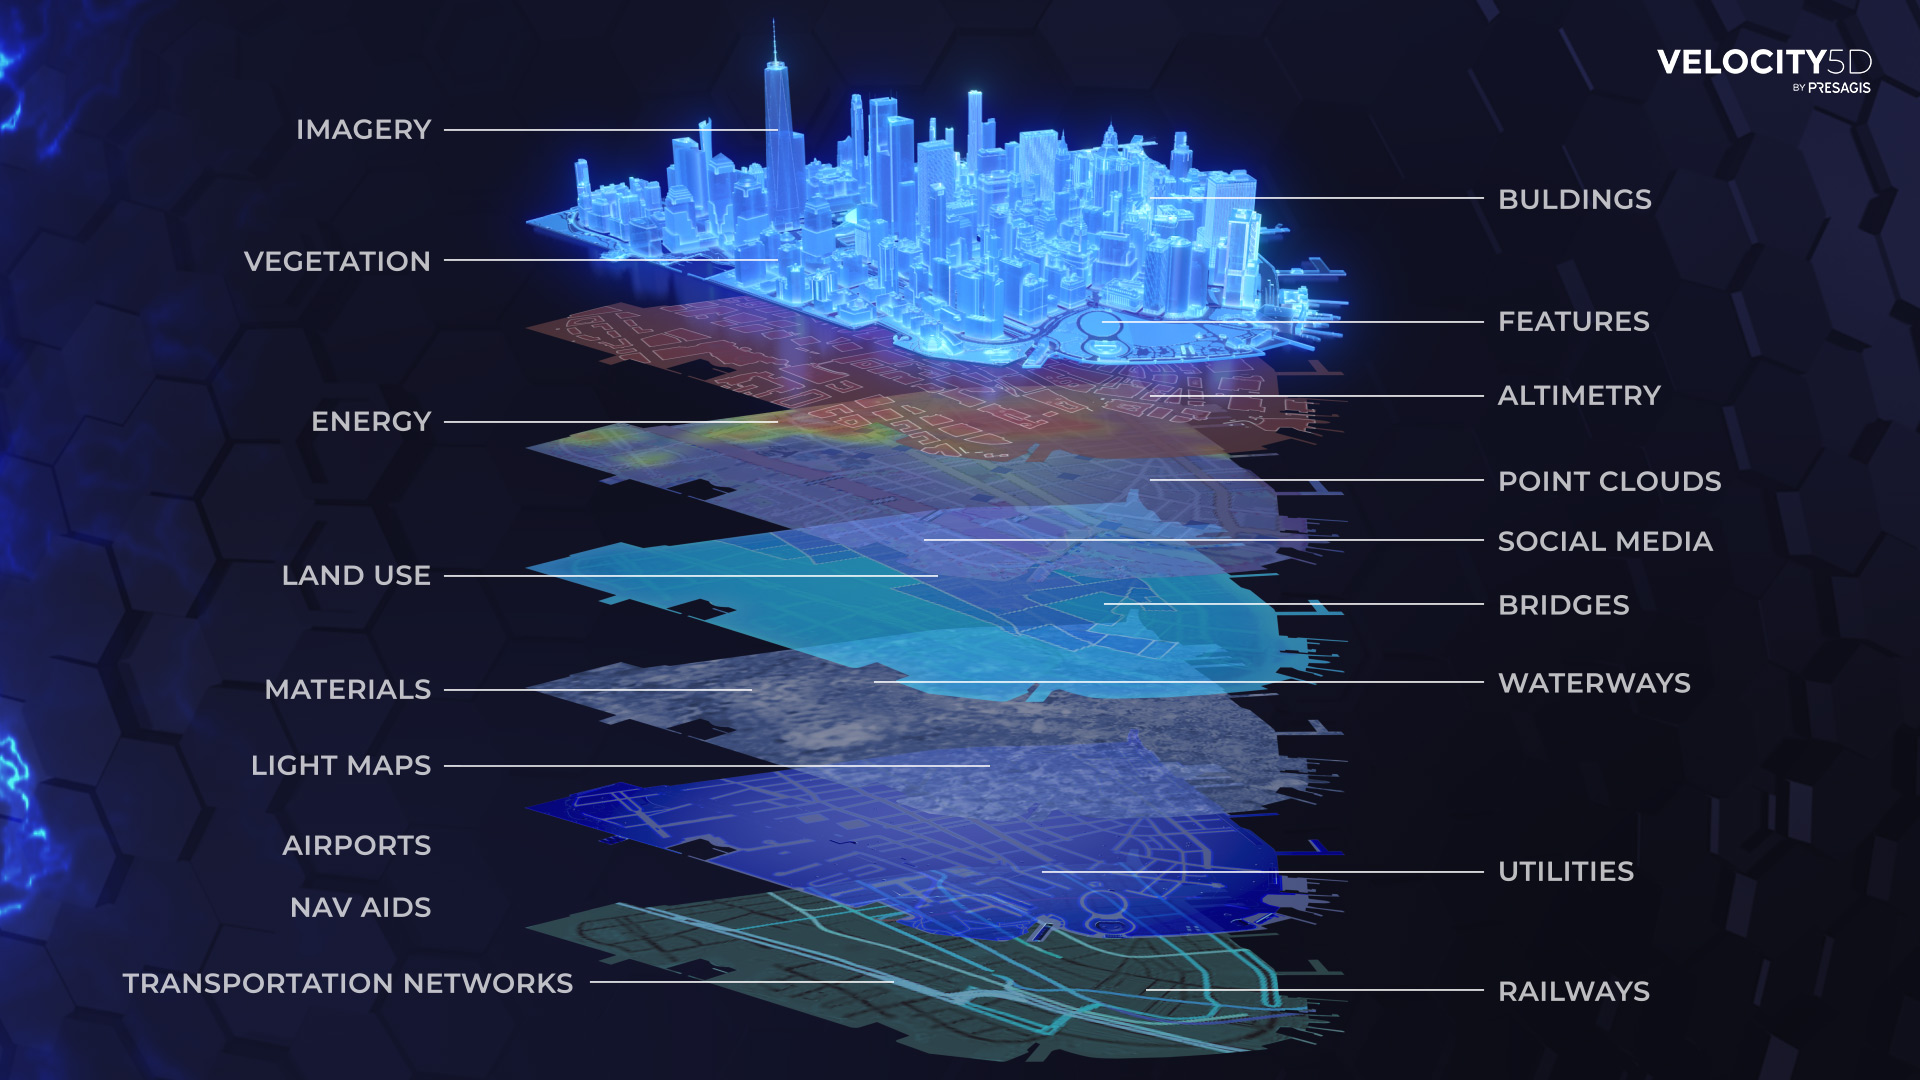 VELOCITY5D
BY PRESAGIS
IMAGERY
VEGETATION
ENERGY
LAND USE
MATERIALS
LIGHT MAPS
AIRPORTS
NAV AIDS
TRANSPORTATION NETWORKS
BULDINGS
FEATURES
ALTIMETRY
POINT CLOUDS
SOCIAL MEDIA
BRIDGES
WATERWAYS
UTILITIES
RAILWAYS